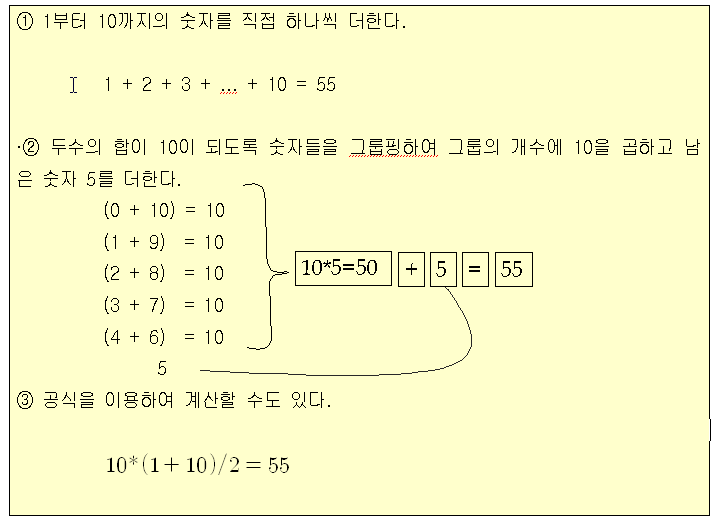 ① 1부터 10까지의 숫자를 직접 하나씩 더한다.
1 + 2 + 3 + ... + 10 = 55
·② 두수의 합이 10이 되도록 숫자들을 그룹핑하여 그룹의 개수에 10을 곱하고 남
은 숫자 5를 더한다.
(0 + 10) = 10
(1 + 9) = 10
(2 + 8) = 10
(3 + 7) = 10
(4 + 6) = 10
10*5=50 + 5 = 55
5
③ 공식을 이용하여 계산할 수도 있다.
10*(1+10)/2=55